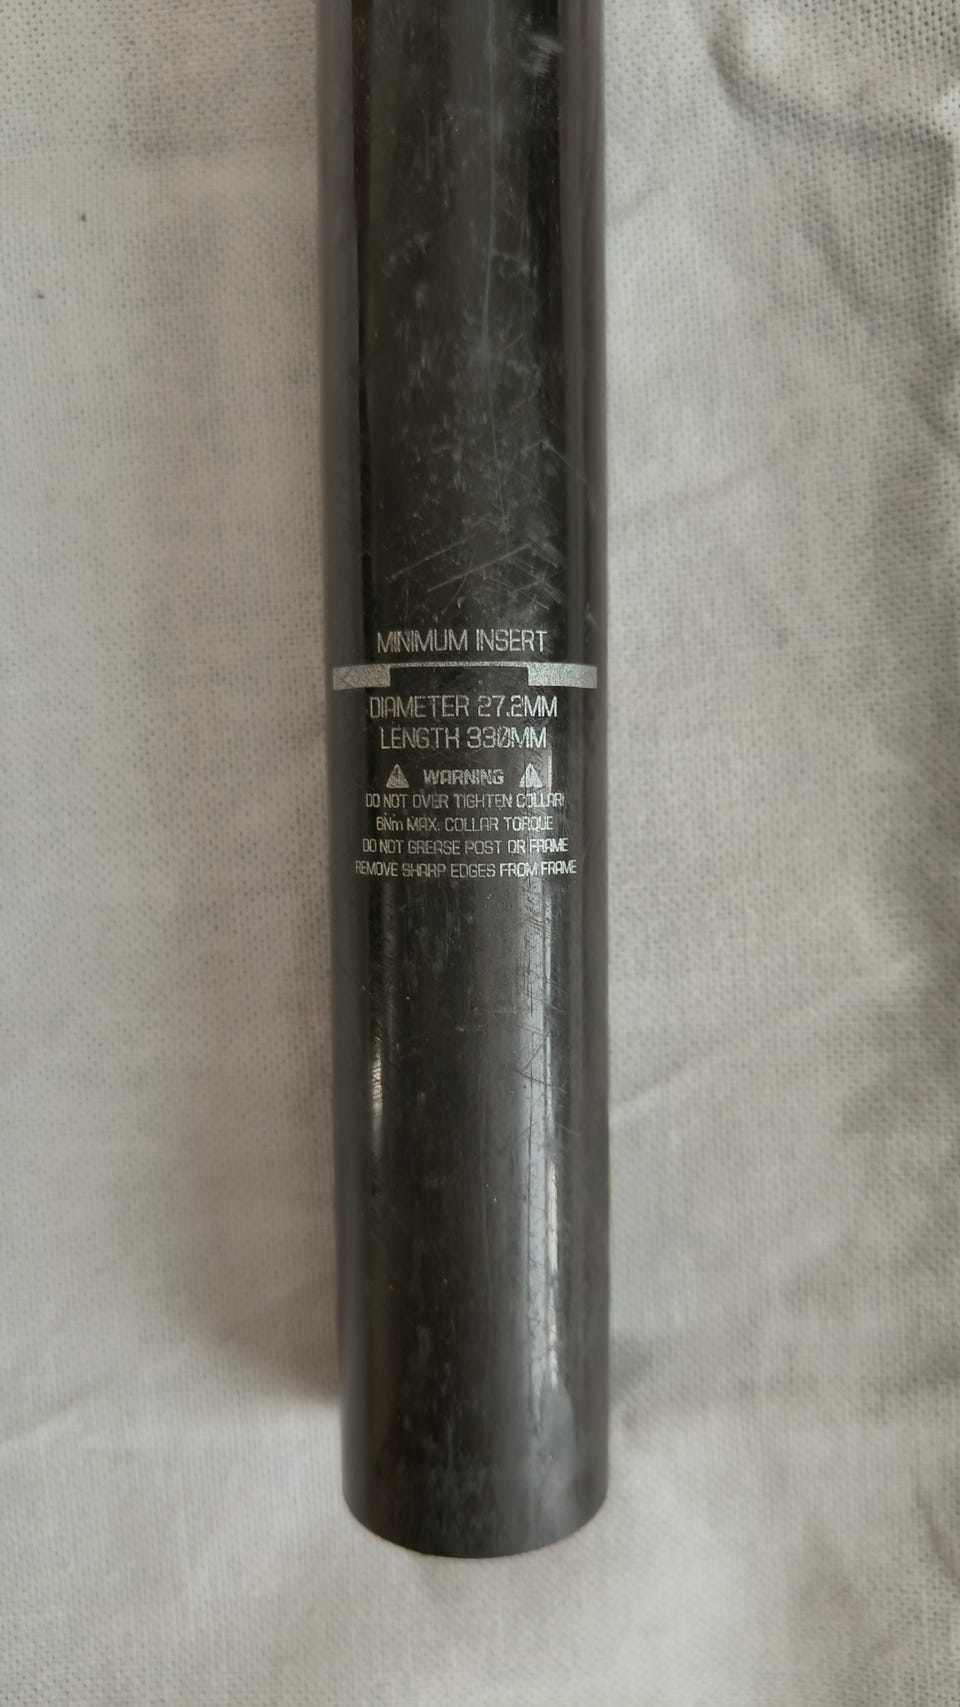 MINIMUM INSERT
DIAMETER 27.2MM
LENGTH 330MM
WARNING
DO NOT OVER TIGHTEN COLLAR!
6Nm MAX. COLLAR TORQUE
DO NOT GREASE POST OR FRAME
REMOVE SHARP EDGES FROM FRAME